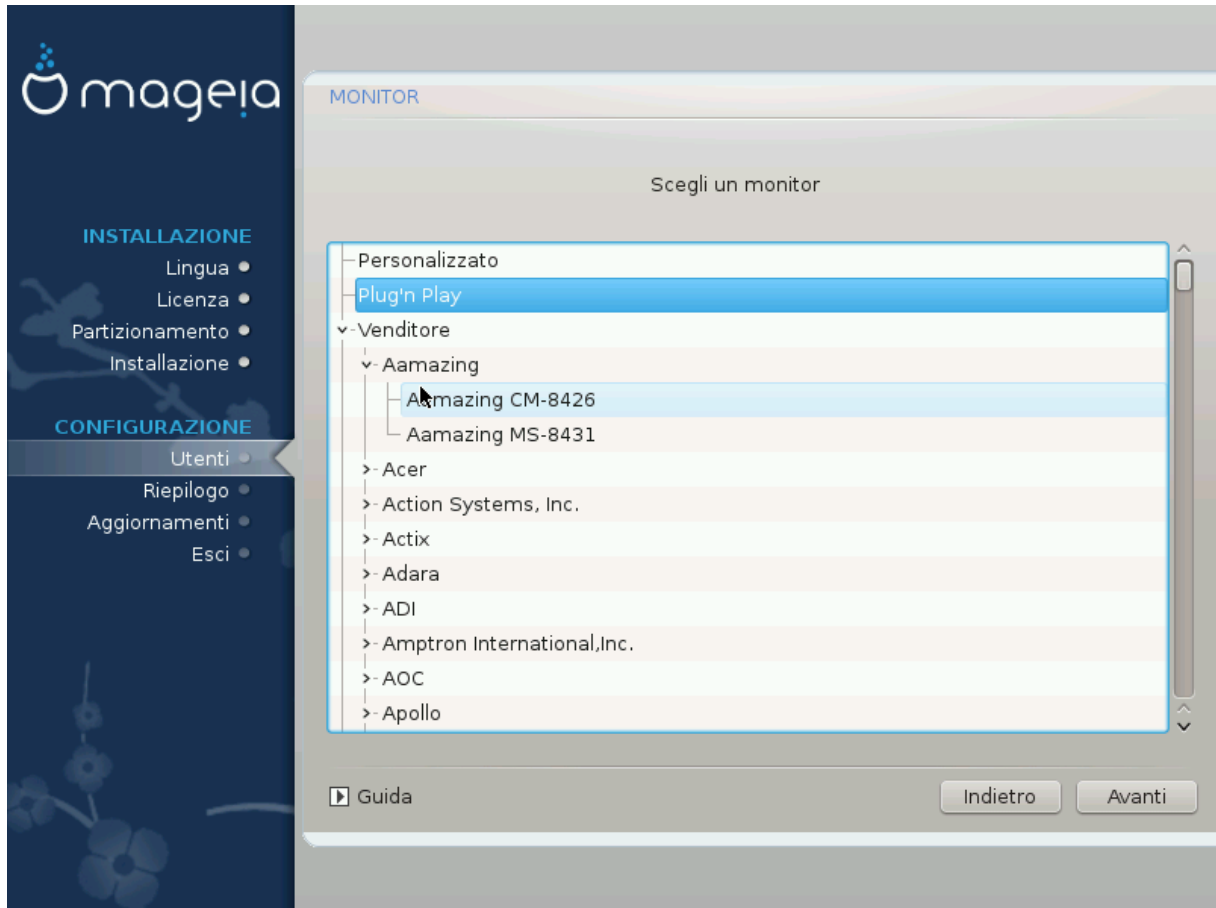 mageia
INSTALLAZIONE
Lingua
Licenza
Partizionamento
Installazione
CONFIGURAZIONE
Utenti
Riepilogo
Aggiornamenti
Esci
MONITOR
Scegli un monitor
Personalizzato
Plug'n Play
Venditore
Aamazing
Aamazing CM-8426
Aamazing MS-8431
Acer
Action Systems, Inc.
Actix
Adara
ADI
Amptron International,Inc.
AOC
Apollo
Guida
Indietro
Avanti